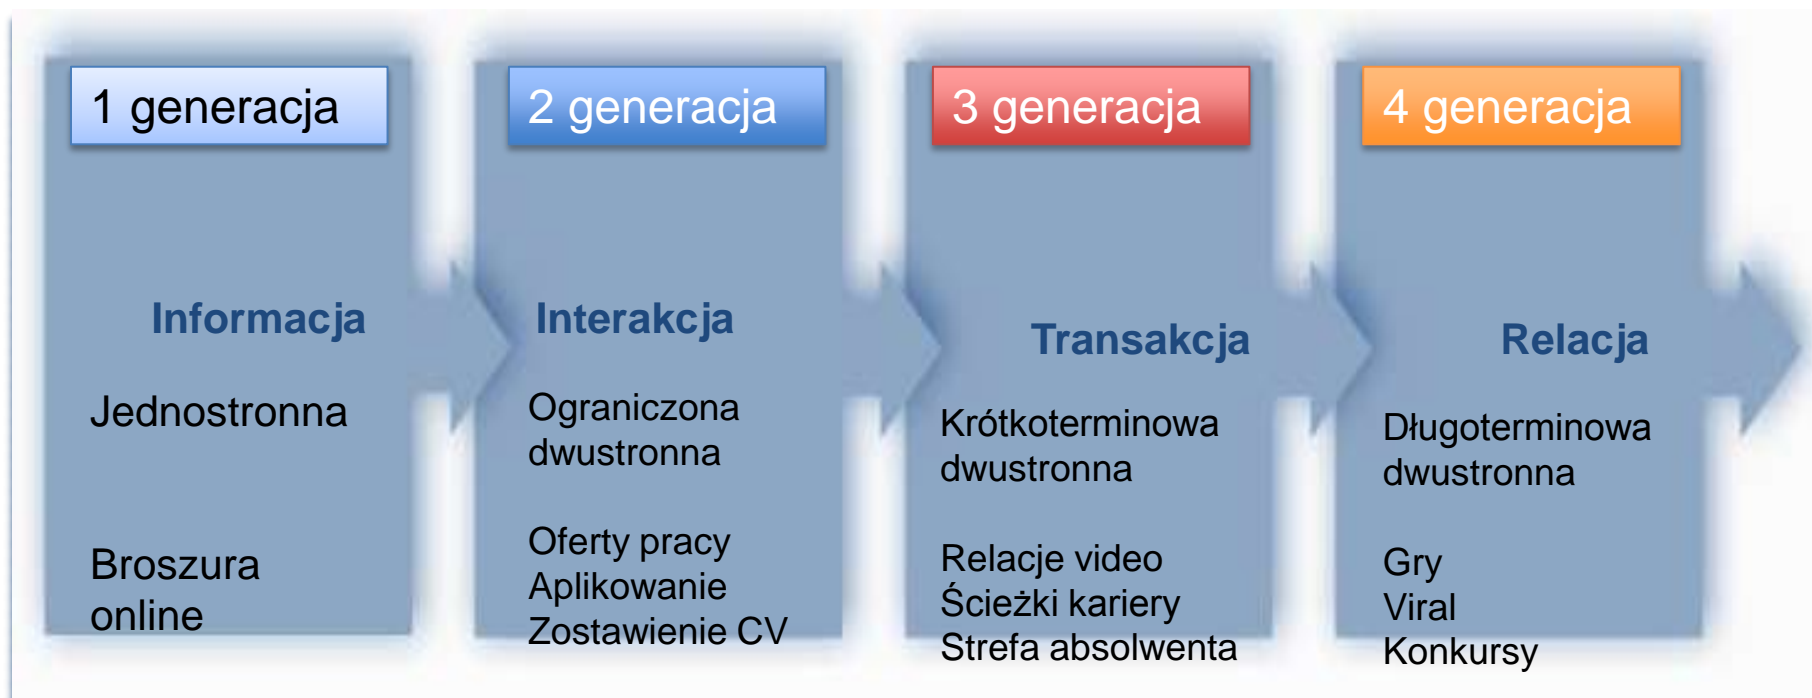 1 generacja
Informacja
Jednostronna
Broszura
online
2 generacja
Interakcja
Ograniczona
dwustronna
Oferty pracy
Aplikowanie
Zostawienie CV
3 generacja
Transakcja
Krótkoterminowa
dwustronna
Relacje video
Ścieżki kariery
Strefa absolwenta
4 generacja
Relacja
Długoterminowa
dwustronna
Gry
Viral
Konkursy